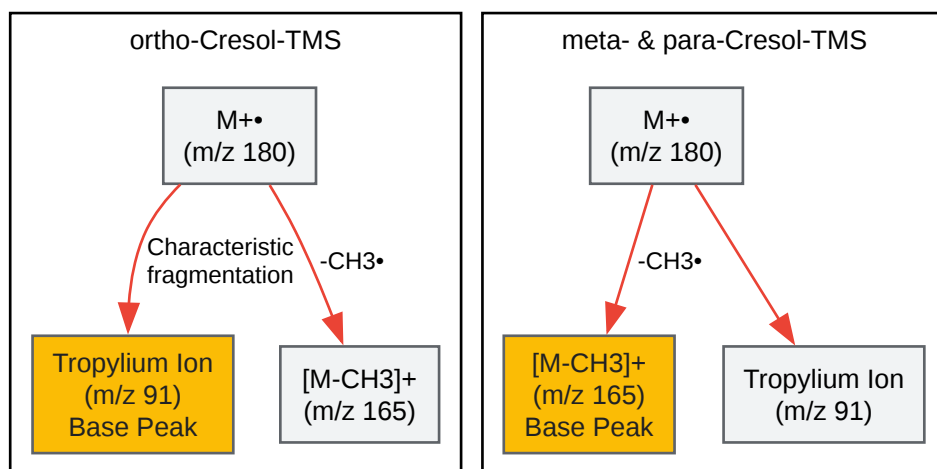 ortho-Cresol-TMS
M+•
(m/z 180)
Characteristic
fragmentation
-CH3•
Tropylium Ion
(m/z 91)
Base Peak
[M-CH3]+
(m/z 165)
meta- & para-Cresol-TMS
M+•
(m/z 180)
-CH3•
[M-CH3]+
(m/z 165)
Base Peak
Tropylium Ion
(m/z 91)